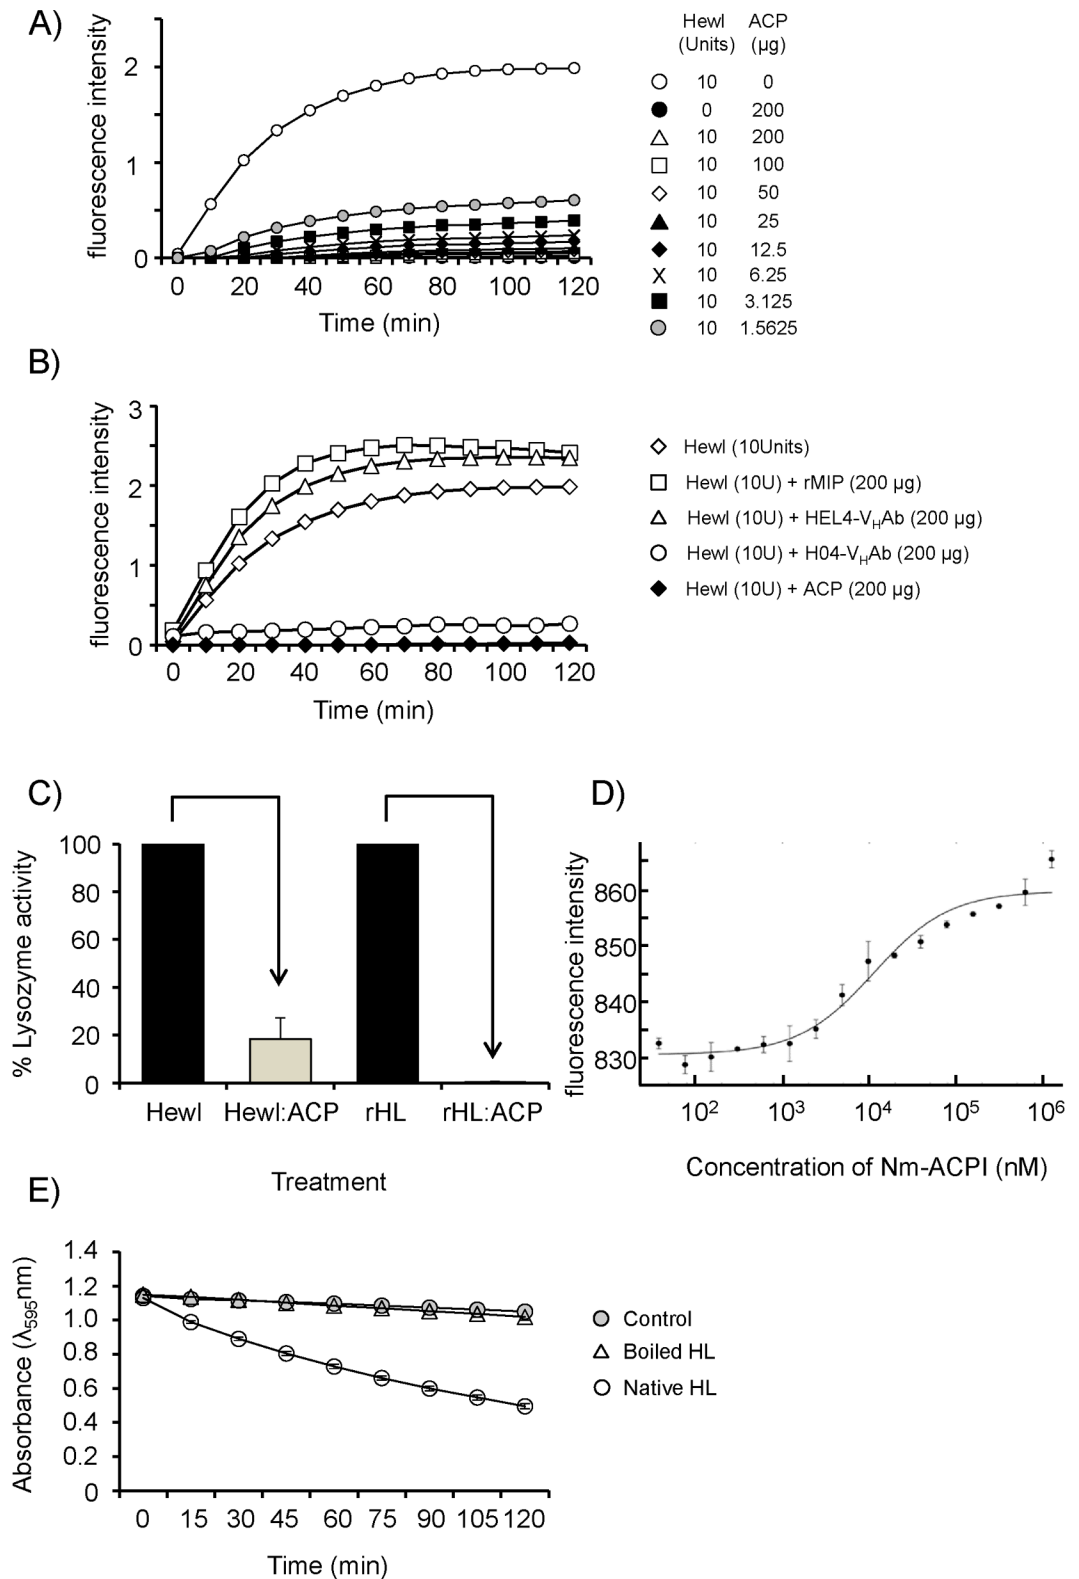 A)
fluorescence intensity
2
1
0
0 20 40 60 80 100 120
Time (min)
Hewl (Units) ACP (µg)
10 0
0 200
10 200
10 100
10 50
10 25
10 12.5
10 6.25
10 3.125
10 1.5625
B)
fluorescence intensity
3
2
1
0
0 20 40 60 80 100 120
Time (min)
Hewl (10Units)
Hewl (10U) + rMIP (200 µg)
Hewl (10U) + HEL4-VHAb (200 µg)
Hewl (10U) + H04-VHAb (200 µg)
Hewl (10U) + ACP (200 µg)
C)
% Lysozyme activity
100
80
60
40
20
0
Hewl Hewl:ACP rHL rHL:ACP
Treatment
D)
fluorescence intensity
860
850
840
830
10² 10³ 10⁴ 10⁵ 10⁶
Concentration of Nm-ACPI (nM)
E)
Absorbance (λ595nm)
1.4
1.2
1.0
0.8
0.6
0.4
0.2
0
0 15 30 45 60 75 90 105 120
Time (min)
Control
Boiled HL
Native HL